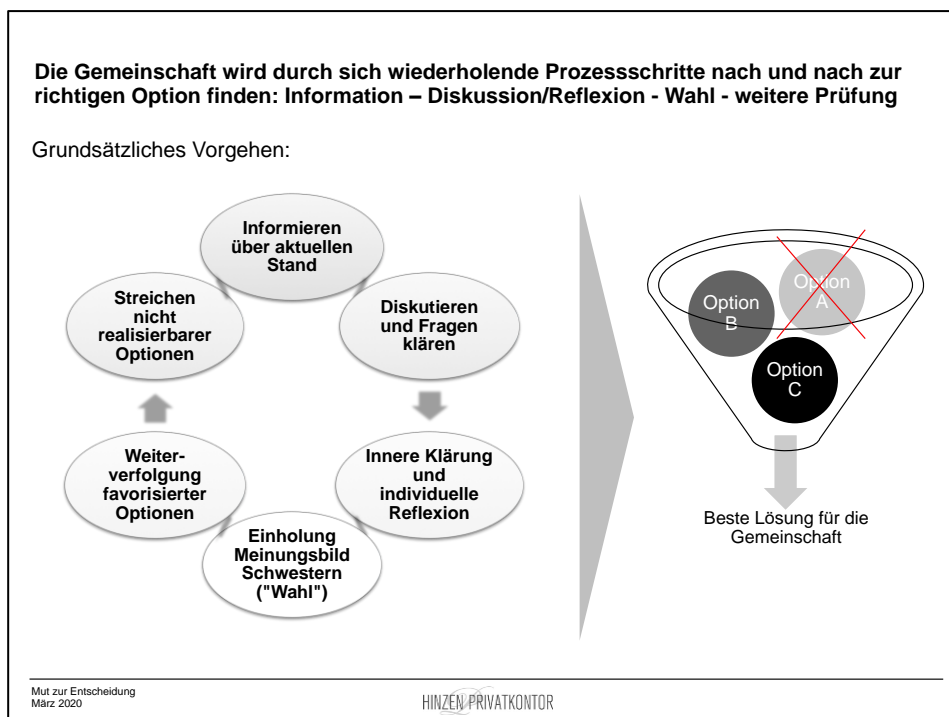 Die Gemeinschaft wird durch sich wiederholende Prozessschritte nach und nach zur
richtigen Option finden: Information – Diskussion/Reflexion - Wahl - weitere Prüfung
Grundsätzliches Vorgehen:
Informieren
über aktuellen
Stand
Diskutieren
und Fragen
klären
Innere Klärung
und
individuelle
Reflexion
Einholung
Meinungsbild
Schwestern
("Wahl")
Weiter-
verfolgung
favorisierter
Optionen
Streichen
nicht
realisierbarer
Optionen
Option
A
Option
B
Option
C
Beste Lösung für die
Gemeinschaft
Mut zur Entscheidung
März 2020
HINZEN PRIVATKONTOR